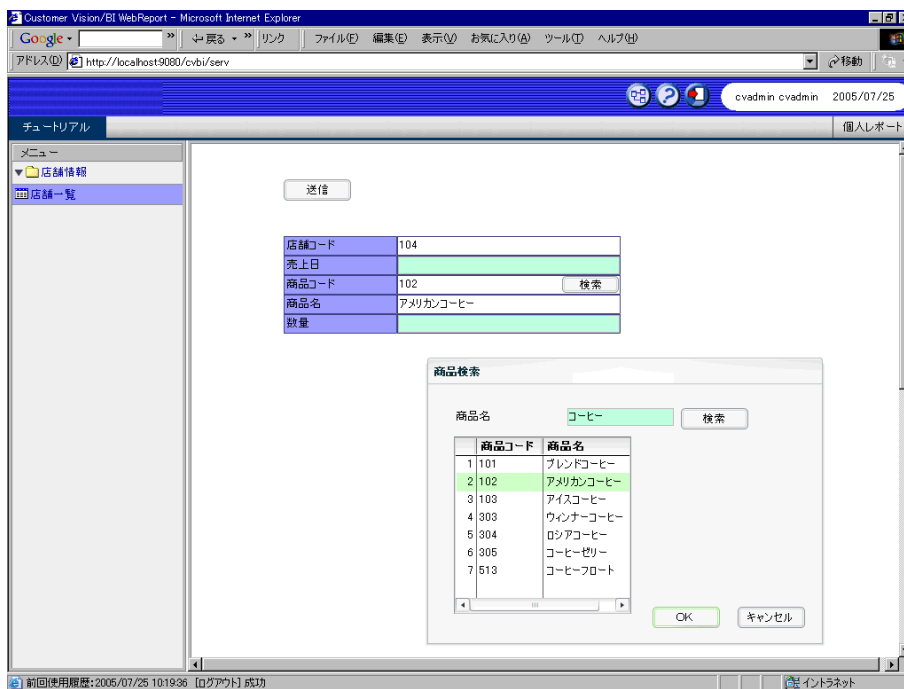 Customer Vision/BI WebReport - Microsoft Internet Explorer
Google
戻る リンク ファイル(F) 編集(E) 表示(V) お気に入り(A) ツール(T) ヘルプ(H)
アドレス(D) http://localhost:9080/cvbi/serv 移動
cvadmin cvadmin 2005/07/25
チュートリアル 個人レポート
メニュー
店舗情報
店舗一覧
送信
店舗コード 104
売上日
商品コード 102 検索
商品名 アメリカンコーヒー
数量
商品検索
商品名 コーヒー 検索
商品コード 商品名
1 101 ブレンドコーヒー
2 102 アメリカンコーヒー
3 103 アイスコーヒー
4 303 ウィンナーコーヒー
5 304 ロシアコーヒー
6 305 コーヒーゼリー
7 513 コーヒーフロート
OK キャンセル
前回使用履歴:2005/07/25 10:19:36 [ログアウト] 成功 イントラネット